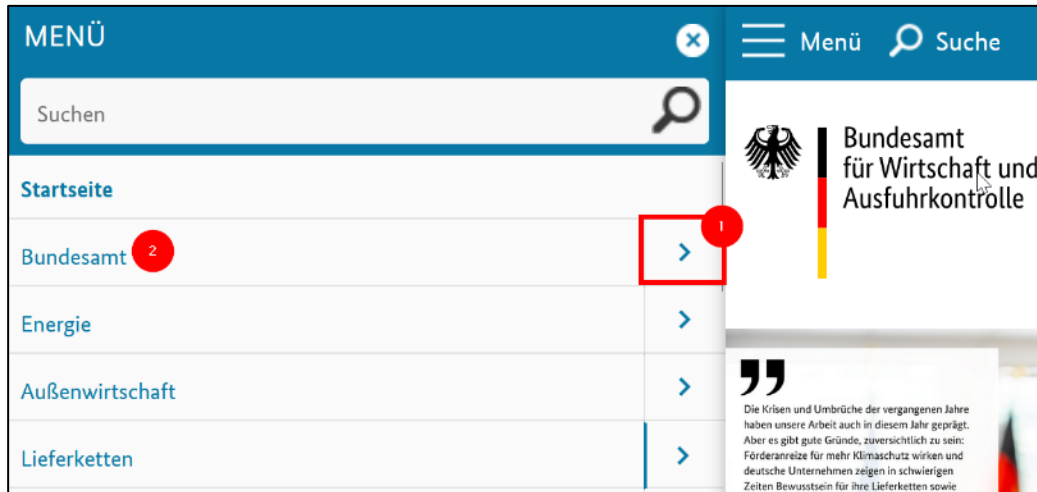 MENÜ
Suchen
Startseite
1
Bundesamt 2
Energie
Außenwirtschaft
Lieferketten
Menü Suche
Bundesamt
für Wirtschaft und
Ausfuhrkontrolle
Die Krisen und Umbrüche der vergangenen Jahre
haben unsere Arbeit auch in diesem Jahr geprägt.
Aber es gibt gute Gründe, zuversichtlich zu sein:
Förderanreize für mehr Klimaschutz wirken und
deutsche Unternehmen zeigen in schwierigen
Zeiten Bewusstsein für ihre Lieferketten sowie